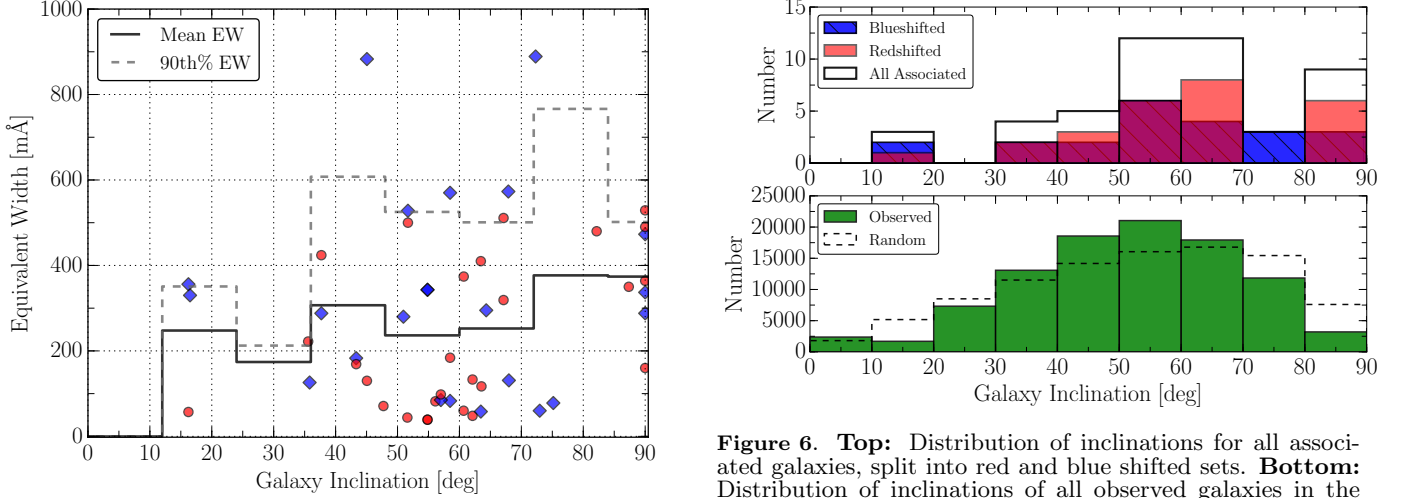 1000
800
600
400
200
0
Equivalent Width [mÅ]
Mean EW
90th% EW
0 10 20 30 40 50 60 70 80 90
Galaxy Inclination [deg]
15
10
5
0
Number
Blueshifted
Redshifted
All Associated
0 10 20 30 40 50 60 70 80 90
25000
20000
15000
10000
5000
0
Number
Observed
Random
0 10 20 30 40 50 60 70 80 90
Galaxy Inclination [deg]
Figure 6. Top: Distribution of inclinations for all associ-
ated galaxies, split into red and blue shifted sets. Bottom:
Distribution of inclinations of all observed galaxies in the